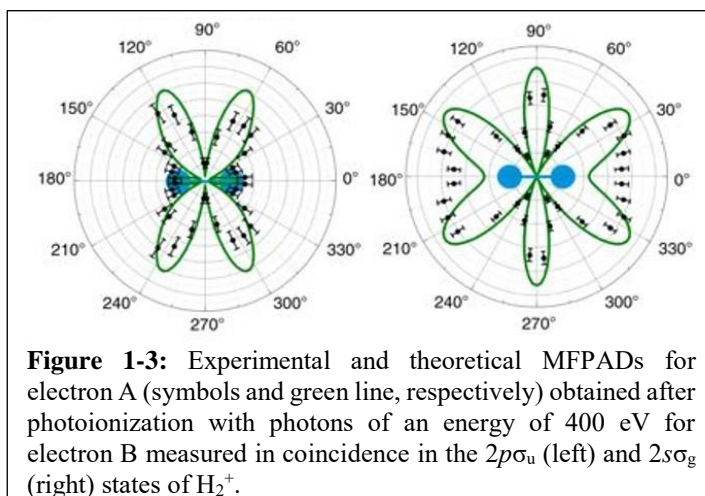 90° 90°
120° 60° 120° 60°
150° 30° 150° 30°
180° 0° 180° 0°
210° 330° 210° 330°
240° 300° 240° 300°
270° 270°
Figure 1-3: Experimental and theoretical MFPADs for
electron A (symbols and green line, respectively) obtained after
photoionization with photons of an energy of 400 eV for
electron B measured in coincidence in the 2pσᵤ (left) and 2sσg
(right) states of H₂⁺.